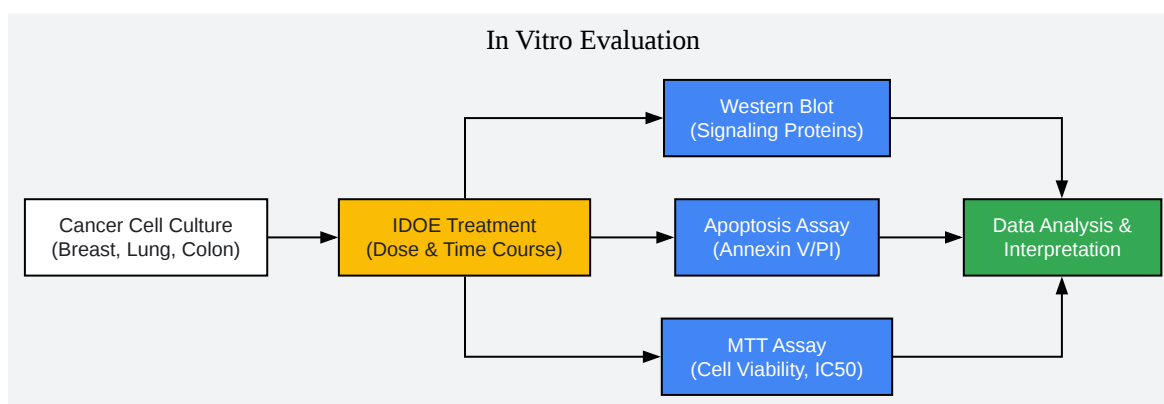 In Vitro Evaluation
Western Blot
(Signaling Proteins)
Cancer Cell Culture
(Breast, Lung, Colon)
IDOE Treatment
(Dose & Time Course)
Apoptosis Assay
(Annexin V/PI)
Data Analysis &
Interpretation
MTT Assay
(Cell Viability, IC50)